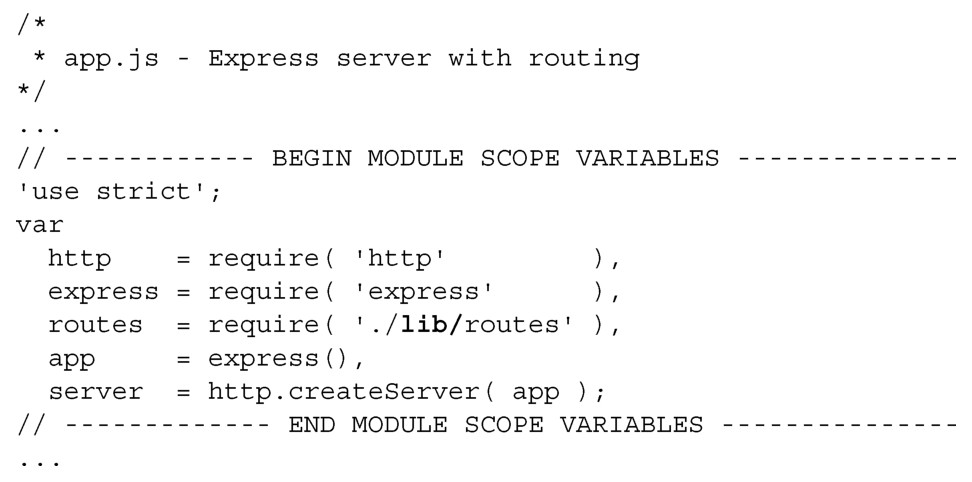 /*
 * app.js - Express server with routing
*/
...
// ------------ BEGIN MODULE SCOPE VARIABLES --------------
'use strict';
var
  http    = require( 'http'         ),
  express = require( 'express'      ),
  routes  = require( './lib/routes' ),
  app     = express(),
  server  = http.createServer( app );
// ------------- END MODULE SCOPE VARIABLES ---------------
...